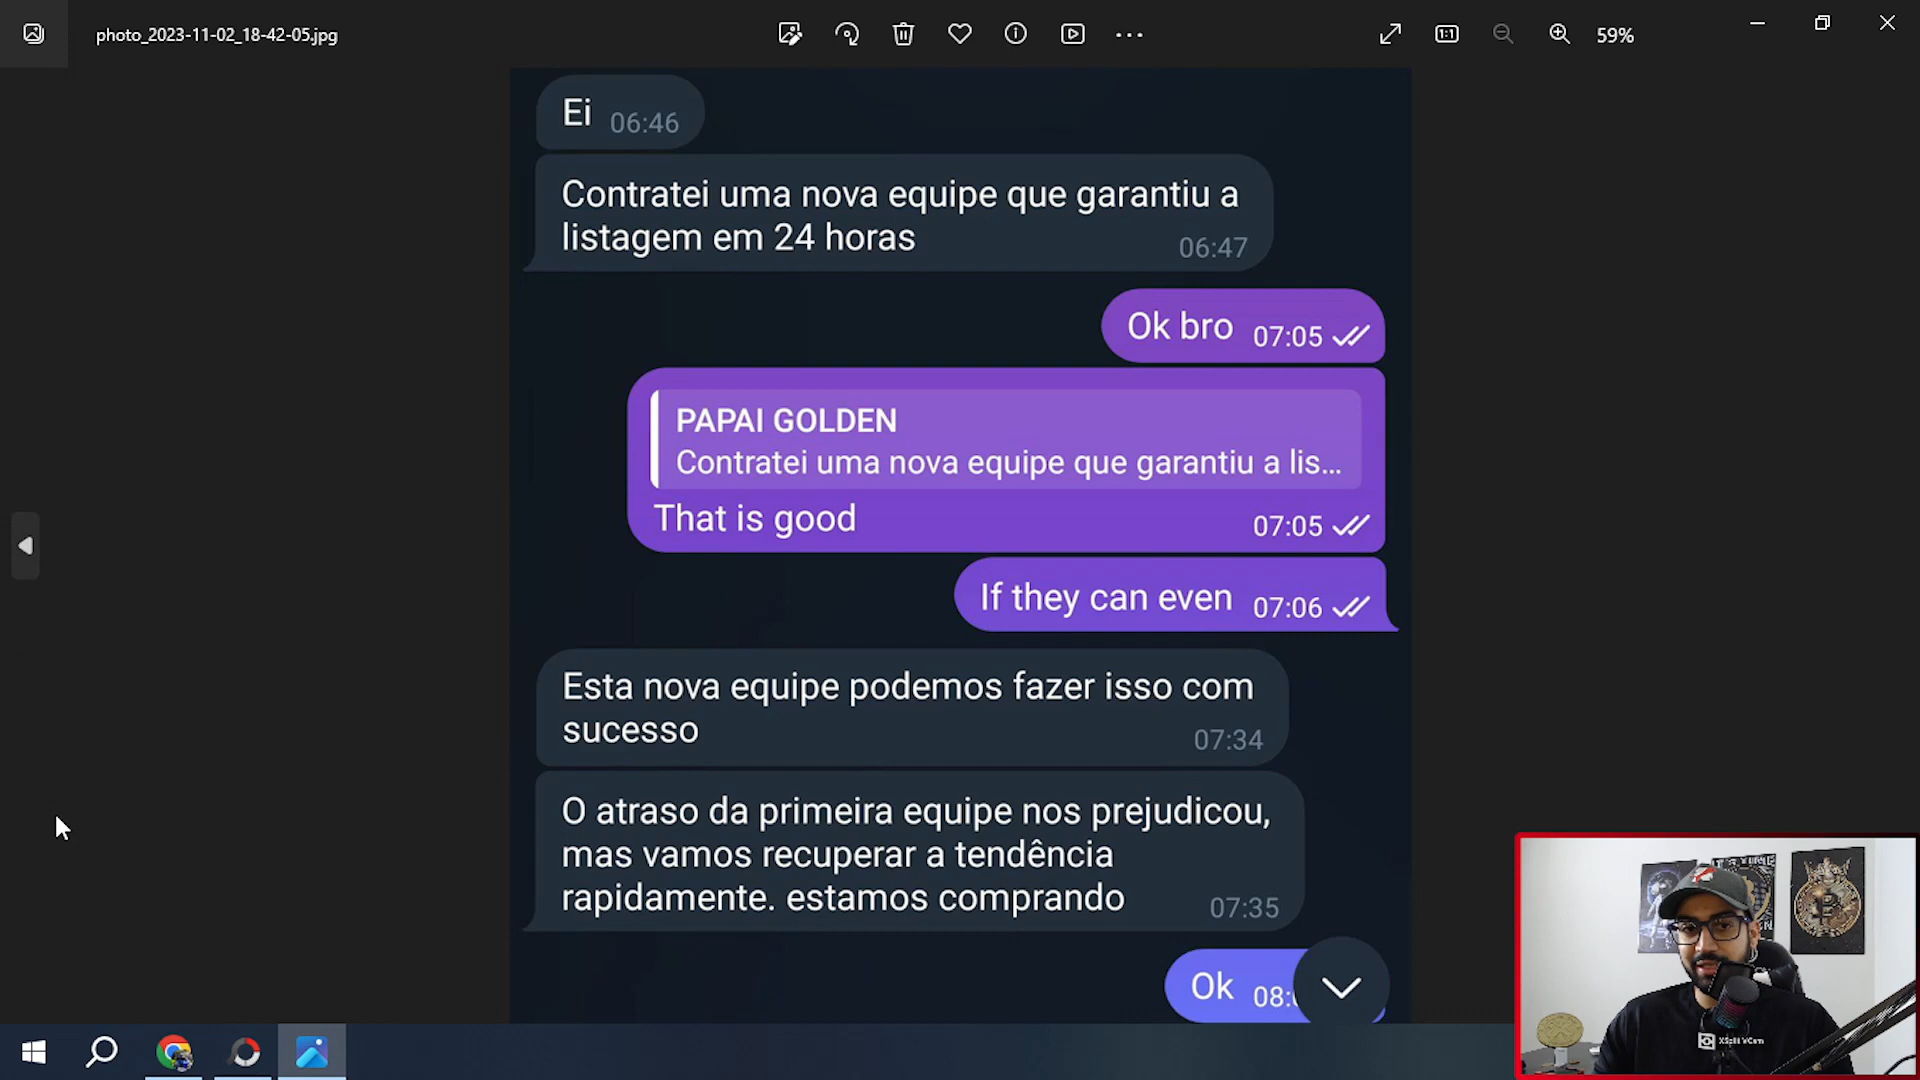 photo_2023-11-02_18-42-05.jpg
59%
Ei 06:46
Contratei uma nova equipe que garantiu a
listagem em 24 horas 06:47
Ok bro 07:05
PAPAI GOLDEN
Contratei uma nova equipe que garantiu a lis...
That is good 07:05
If they can even 07:06
Esta nova equipe podemos fazer isso com
sucesso 07:34
O atraso da primeira equipe nos prejudicou,
mas vamos recuperar a tendência
rapidamente. estamos comprando 07:35
Ok 08:
XSplit VCam